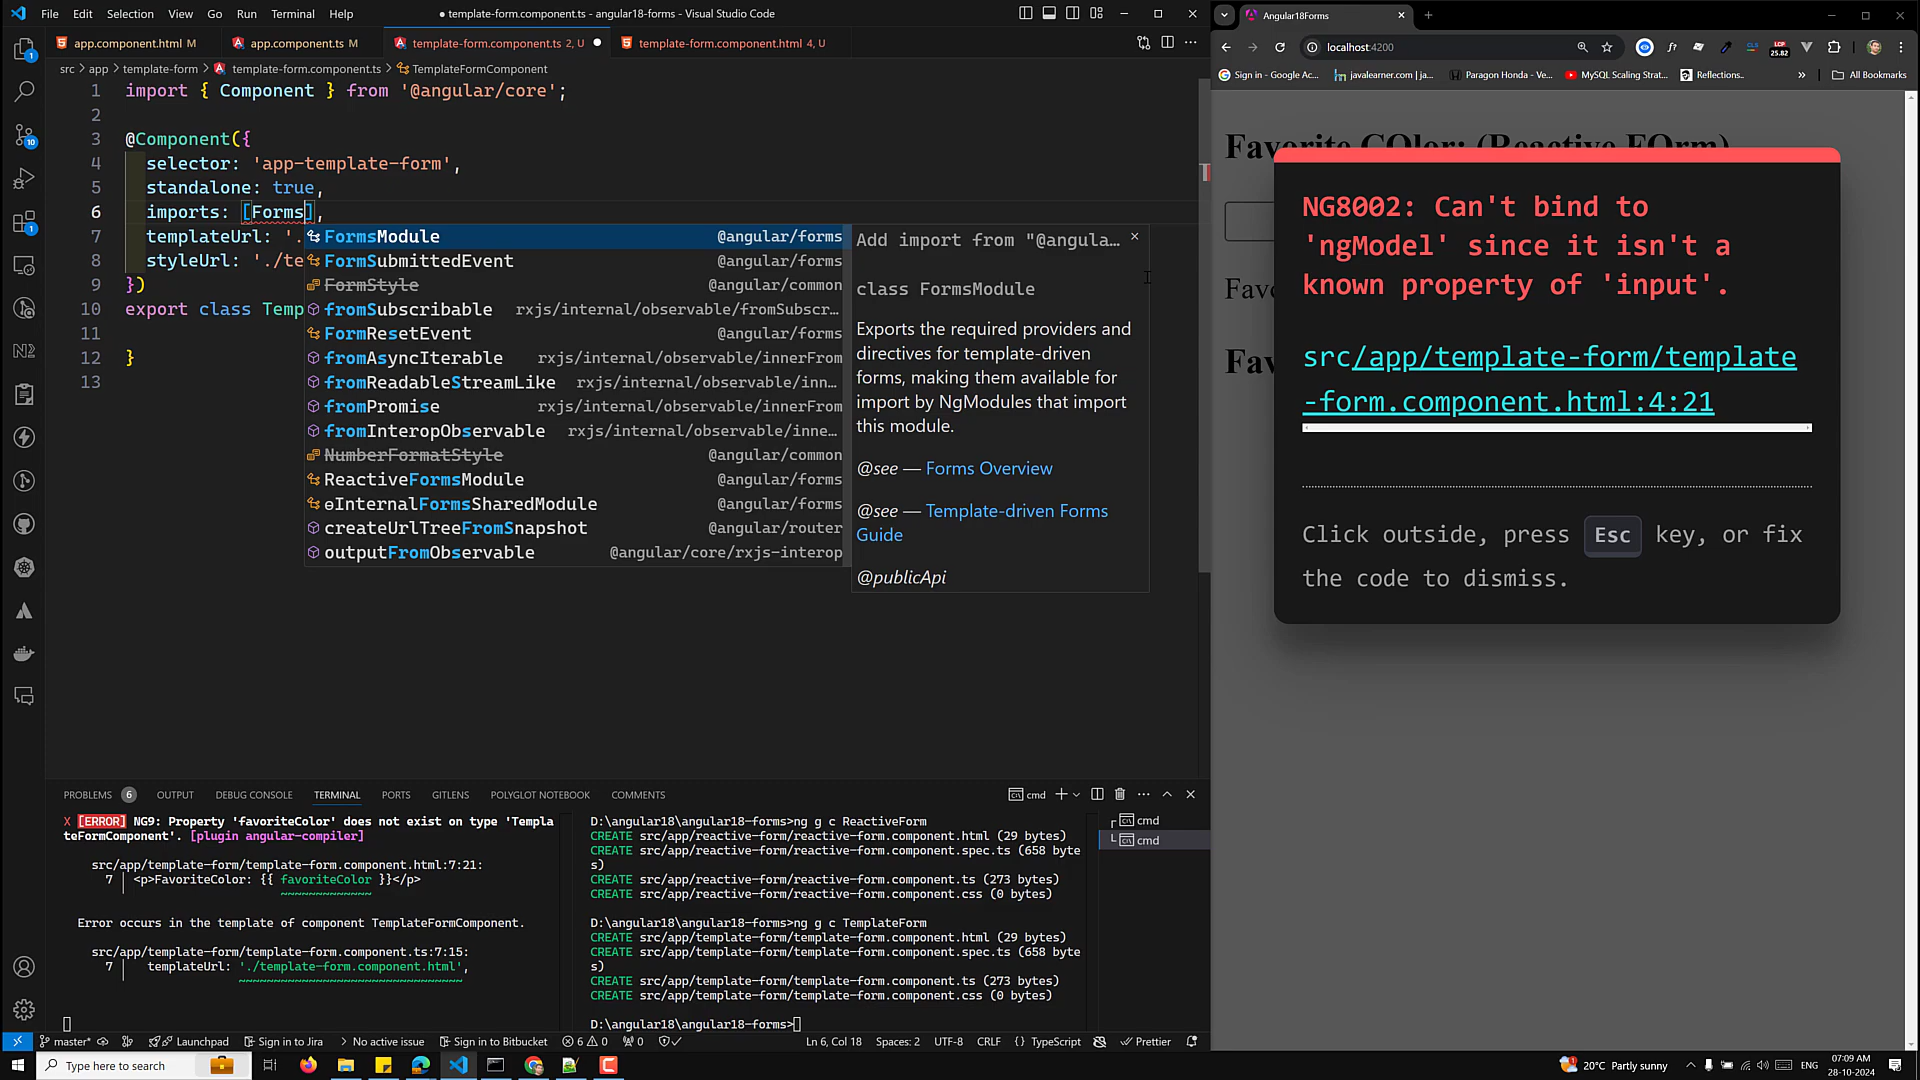 File Edit Selection View Go Run Terminal Help
● template-form.component.ts - angular18-forms - Visual Studio Code
app.component.html M
app.component.ts M
template-form.component.ts 2, U ●
template-form.component.html 4, U
src > app > template-form > template-form.component.ts > TemplateFormComponent
1 import { Component } from '@angular/core';
2
3 @Component({
4 selector: 'app-template-form',
5 standalone: true,
6 imports: [Forms],
7 templateUrl: '.
8 styleUrl: './te
9 })
10 export class Temp
11
12 }
13
FormsModule @angular/forms
FormSubmittedEvent @angular/forms
FormStyle @angular/common
fromSubscribable rxjs/internal/observable/fromSubscr...
FormResetEvent @angular/forms
fromAsyncIterable rxjs/internal/observable/innerFrom
fromReadableStreamLike rxjs/internal/observable/inn...
fromPromise rxjs/internal/observable/innerFrom
fromInteropObservable rxjs/internal/observable/inne...
NumberFormatStyle @angular/common
ReactiveFormsModule @angular/forms
ɵInternalFormsSharedModule @angular/forms
createUrlTreeFromSnapshot @angular/router
outputFromObservable @angular/core/rxjs-interop
Add import from "@angula... ×
class FormsModule
Exports the required providers and
directives for template-driven
forms, making them available for
import by NgModules that import
this module.
@see — Forms Overview
@see — Template-driven Forms
Guide
@publicApi
PROBLEMS 6 OUTPUT DEBUG CONSOLE TERMINAL PORTS GITLENS POLYGLOT NOTEBOOK COMMENTS
cmd
X [ERROR] NG9: Property 'favoriteColor' does not exist on type 'Templa
teFormComponent'. [plugin angular-compiler]
src/app/template-form/template-form.component.html:7:21:
7 │ <p>FavoriteColor: {{ favoriteColor }}</p>
~~~~~~~~~~~~~
Error occurs in the template of component TemplateFormComponent.
src/app/template-form/template-form.component.ts:7:15:
7 │ templateUrl: './template-form.component.html',
~~~~~~~~~~~~~~~~~~~~~~~~~~~~~~~~
D:\angular18\angular18-forms>ng g c ReactiveForm
CREATE src/app/reactive-form/reactive-form.component.html (29 bytes)
CREATE src/app/reactive-form/reactive-form.component.spec.ts (658 byte
s)
CREATE src/app/reactive-form/reactive-form.component.ts (273 bytes)
CREATE src/app/reactive-form/reactive-form.component.css (0 bytes)
D:\angular18\angular18-forms>ng g c TemplateForm
CREATE src/app/template-form/template-form.component.html (29 bytes)
CREATE src/app/template-form/template-form.component.spec.ts (658 byte
s)
CREATE src/app/template-form/template-form.component.ts (273 bytes)
CREATE src/app/template-form/template-form.component.css (0 bytes)
D:\angular18\angular18-forms>
cmd
cmd
master* Launchpad Sign in to Jira No active issue Sign in to Bitbucket 6 0 0
Ln 6, Col 18 Spaces: 2 UTF-8 CRLF {} TypeScript Prettier
Angular18Forms
localhost:4200
Sign in - Google Ac... javalearner.com | ja... Paragon Honda - Ve... MySQL Scaling Strat... Reflections.. » All Bookmarks
CLS
LCP
25.82
Favorite COlor: (Reactive FOrm)
Favo
Fav
NG8002: Can't bind to
'ngModel' since it isn't a
known property of 'input'.
src/app/template-form/template
-form.component.html:4:21
Click outside, press Esc key, or fix
the code to dismiss.
Type here to search
20°C Partly sunny
ENG
07:09 AM
28-10-2024